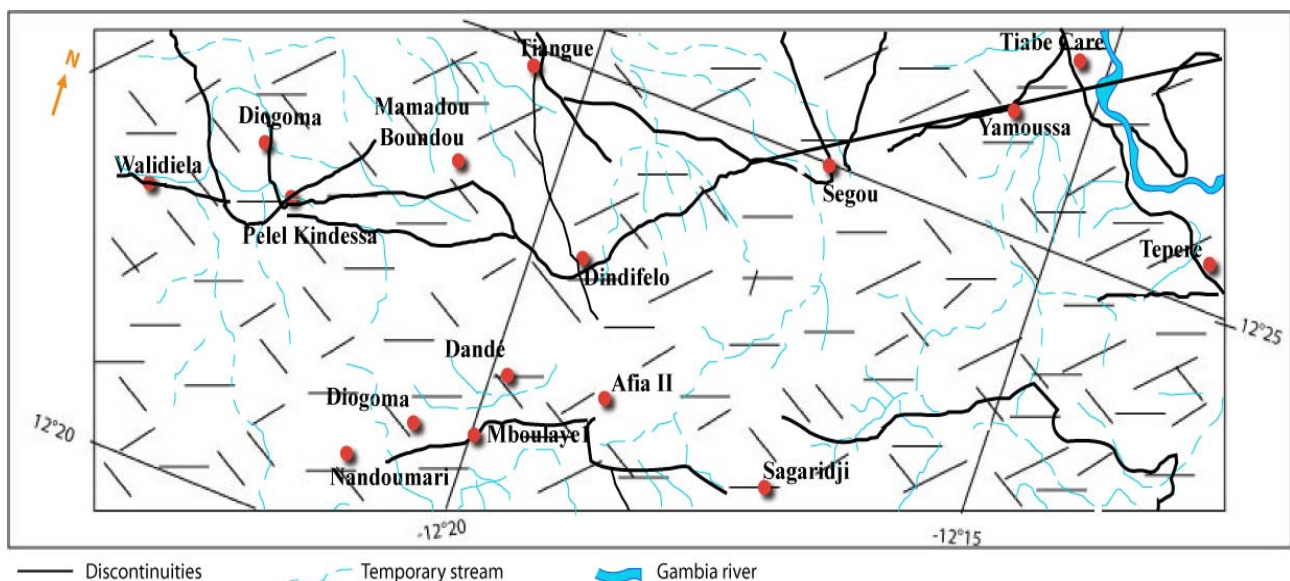 N
Tiangue
Tiabe Care
Mamadou
Boundou
Diogoma
Yamoussa
Walidiela
Segou
Pelel Kindessa
Dindifelo
Tepere
12°25
Dande
Afia II
Diogoma
12°20
Mboulaye1
Nandoumari
Sagaridji
-12°20
-12°15
Discontinuities
Temporary stream
Gambia river